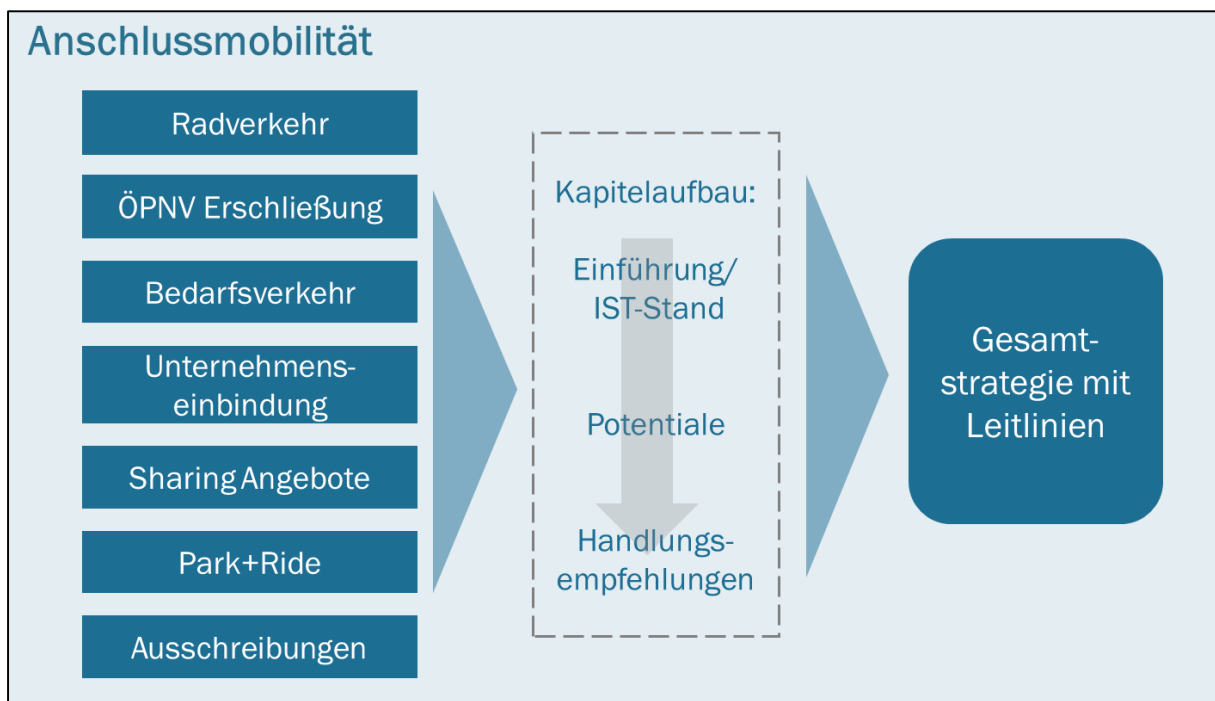 Anschlussmobilität
Radverkehr
ÖPNV Erschließung
Bedarfsverkehr
Unternehmens-
einbindung
Sharing Angebote
Park+Ride
Ausschreibungen
Kapitelaufbau:
Einführung/
IST-Stand
Potentiale
Handlungs-
empfehlungen
Gesamt-
strategie mit
Leitlinien